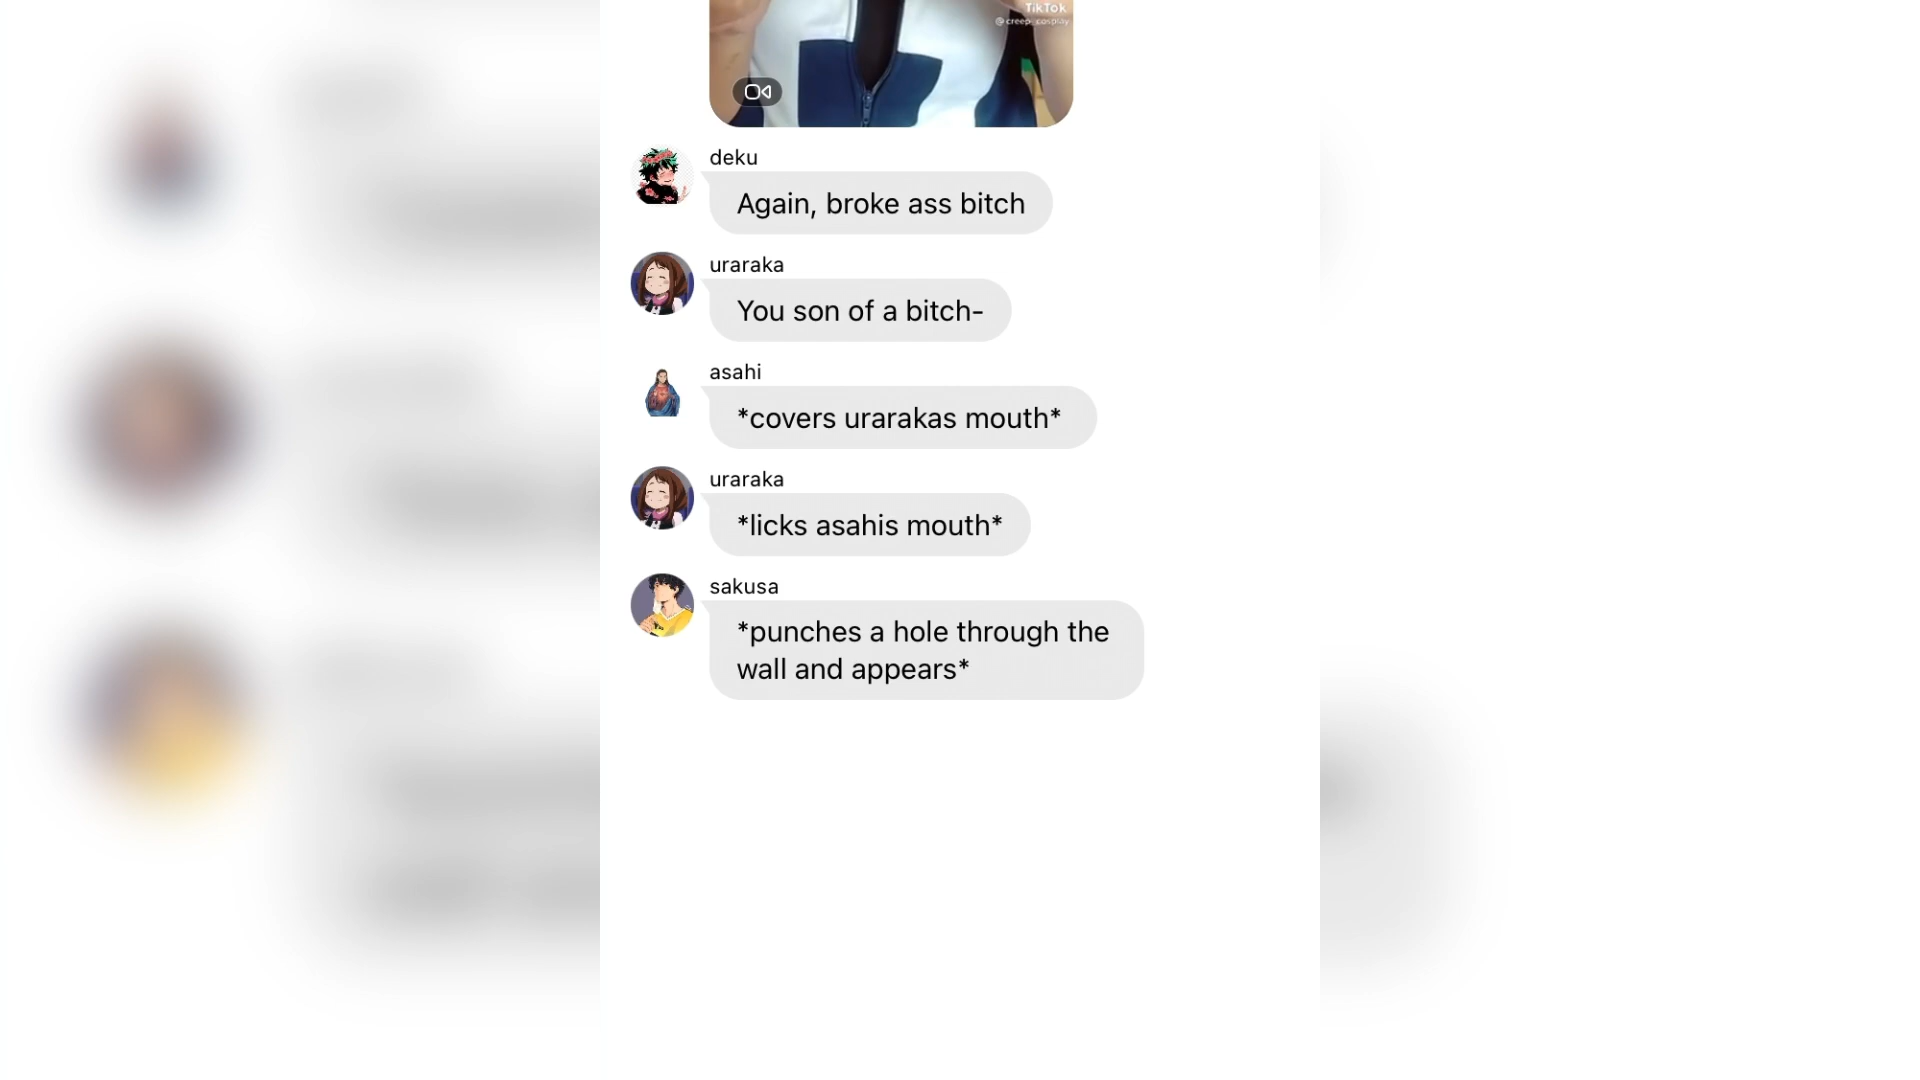 TikTok
@creep_cosplay
deku
Again, broke ass bitch
uraraka
You son of a bitch-
asahi
*covers urarakas mouth*
uraraka
*licks asahis mouth*
sakusa
*punches a hole through the
wall and appears*